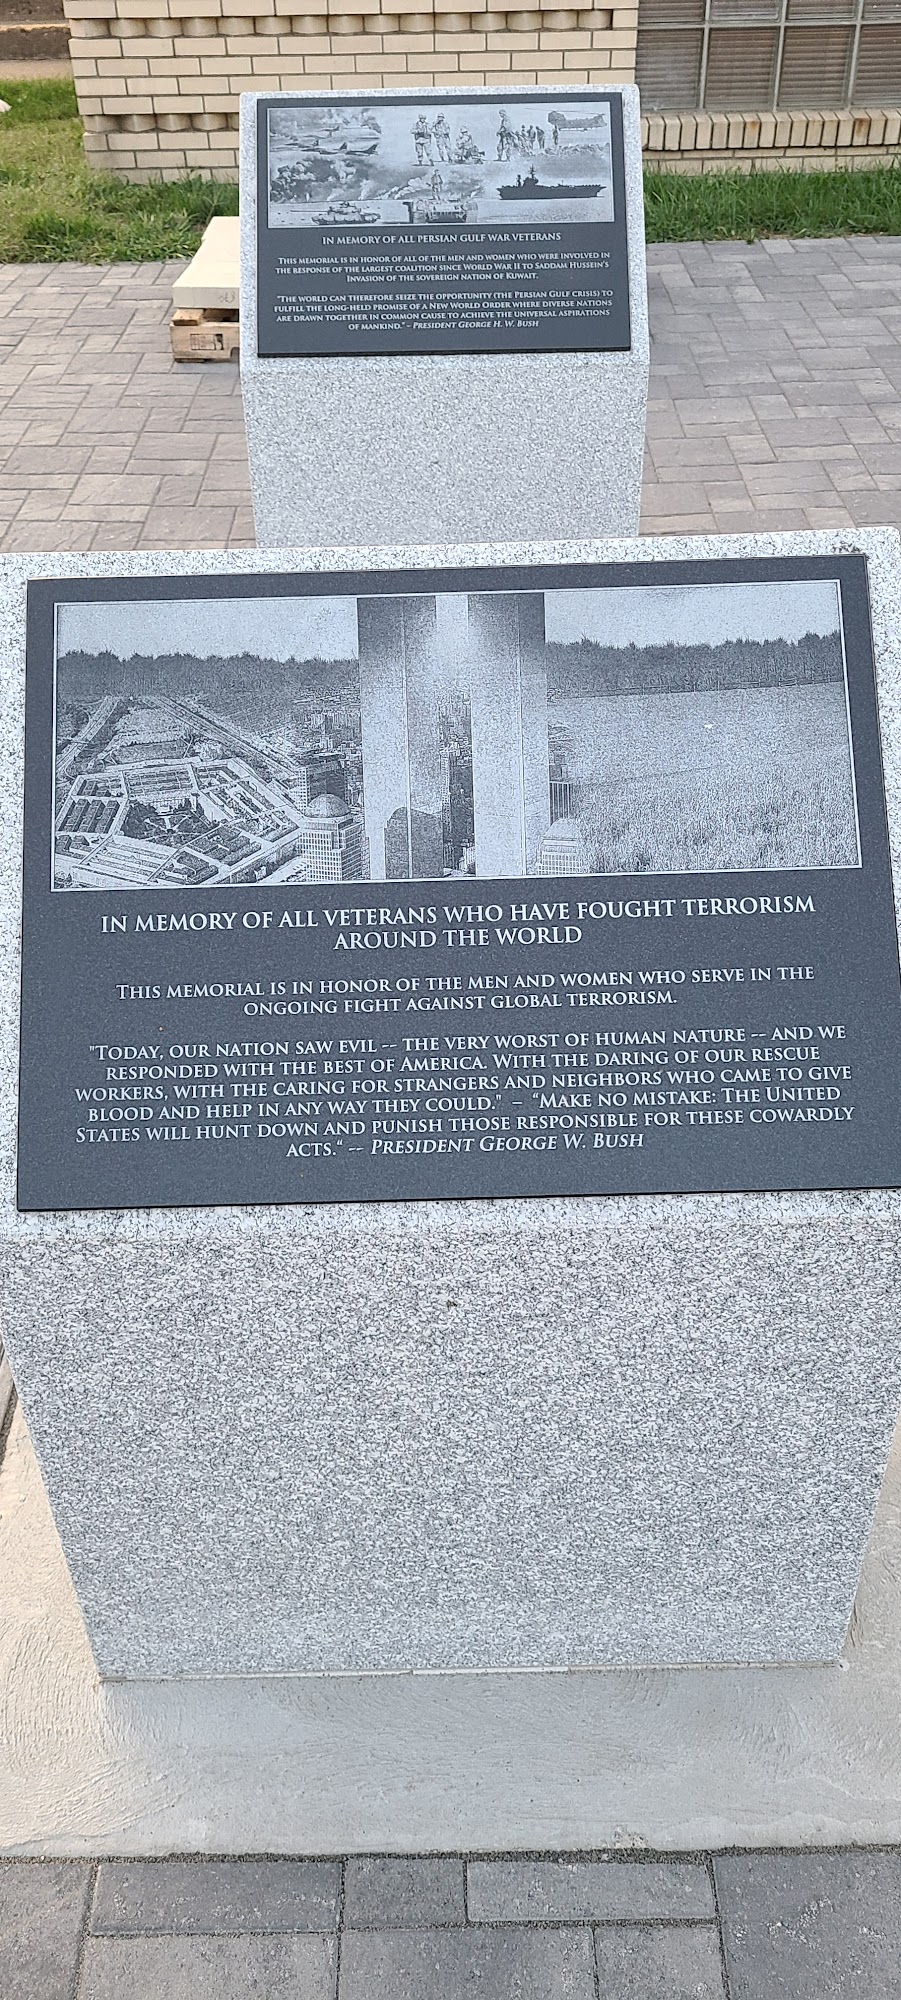 IN MEMORY OF ALL PERSIAN GULF WAR VETERANS
THIS MEMORIAL IS IN HONOR OF ALL OF THE MEN AND WOMEN WHO WERE INVOLVED IN
THE RESPONSE OF THE LARGEST COALITION SINCE WORLD WAR II TO SADDAM HUSSEIN'S
INVASION OF THE SOVEREIGN NATION OF KUWAIT.
"THE WORLD CAN THEREFORE SEIZE THE OPPORTUNITY (THE PERSIAN GULF CRISIS) TO
FULFILL THE LONG-HELD PROMISE OF A NEW WORLD ORDER WHERE DIVERSE NATIONS
ARE DRAWN TOGETHER IN COMMON CAUSE TO ACHIEVE THE UNIVERSAL ASPIRATIONS
OF MANKIND." – PRESIDENT GEORGE H. W. BUSH
IN MEMORY OF ALL VETERANS WHO HAVE FOUGHT TERRORISM
AROUND THE WORLD
THIS MEMORIAL IS IN HONOR OF THE MEN AND WOMEN WHO SERVE IN THE
ONGOING FIGHT AGAINST GLOBAL TERRORISM.
"TODAY, OUR NATION SAW EVIL -- THE VERY WORST OF HUMAN NATURE -- AND WE
RESPONDED WITH THE BEST OF AMERICA. WITH THE DARING OF OUR RESCUE
WORKERS, WITH THE CARING FOR STRANGERS AND NEIGHBORS WHO CAME TO GIVE
BLOOD AND HELP IN ANY WAY THEY COULD." – “MAKE NO MISTAKE: THE UNITED
STATES WILL HUNT DOWN AND PUNISH THOSE RESPONSIBLE FOR THESE COWARDLY
ACTS.“ -- PRESIDENT GEORGE W. BUSH